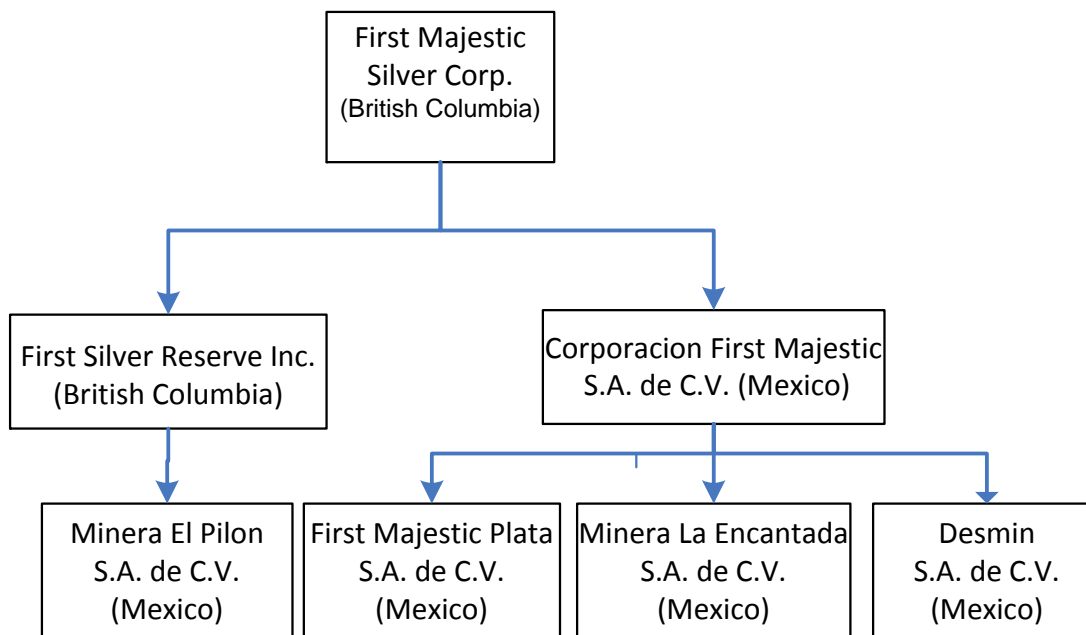 First Majestic
Silver Corp.
(British Columbia)
First Silver Reserve Inc.
(British Columbia)
Corporacion First Majestic
S.A. de C.V. (Mexico)
Minera El Pilon
S.A. de C.V.
(Mexico)
First Majestic Plata
S.A. de C.V.
(Mexico)
Minera La Encantada
S.A. de C.V.
(Mexico)
Desmin
S.A. de C.V.
(Mexico)